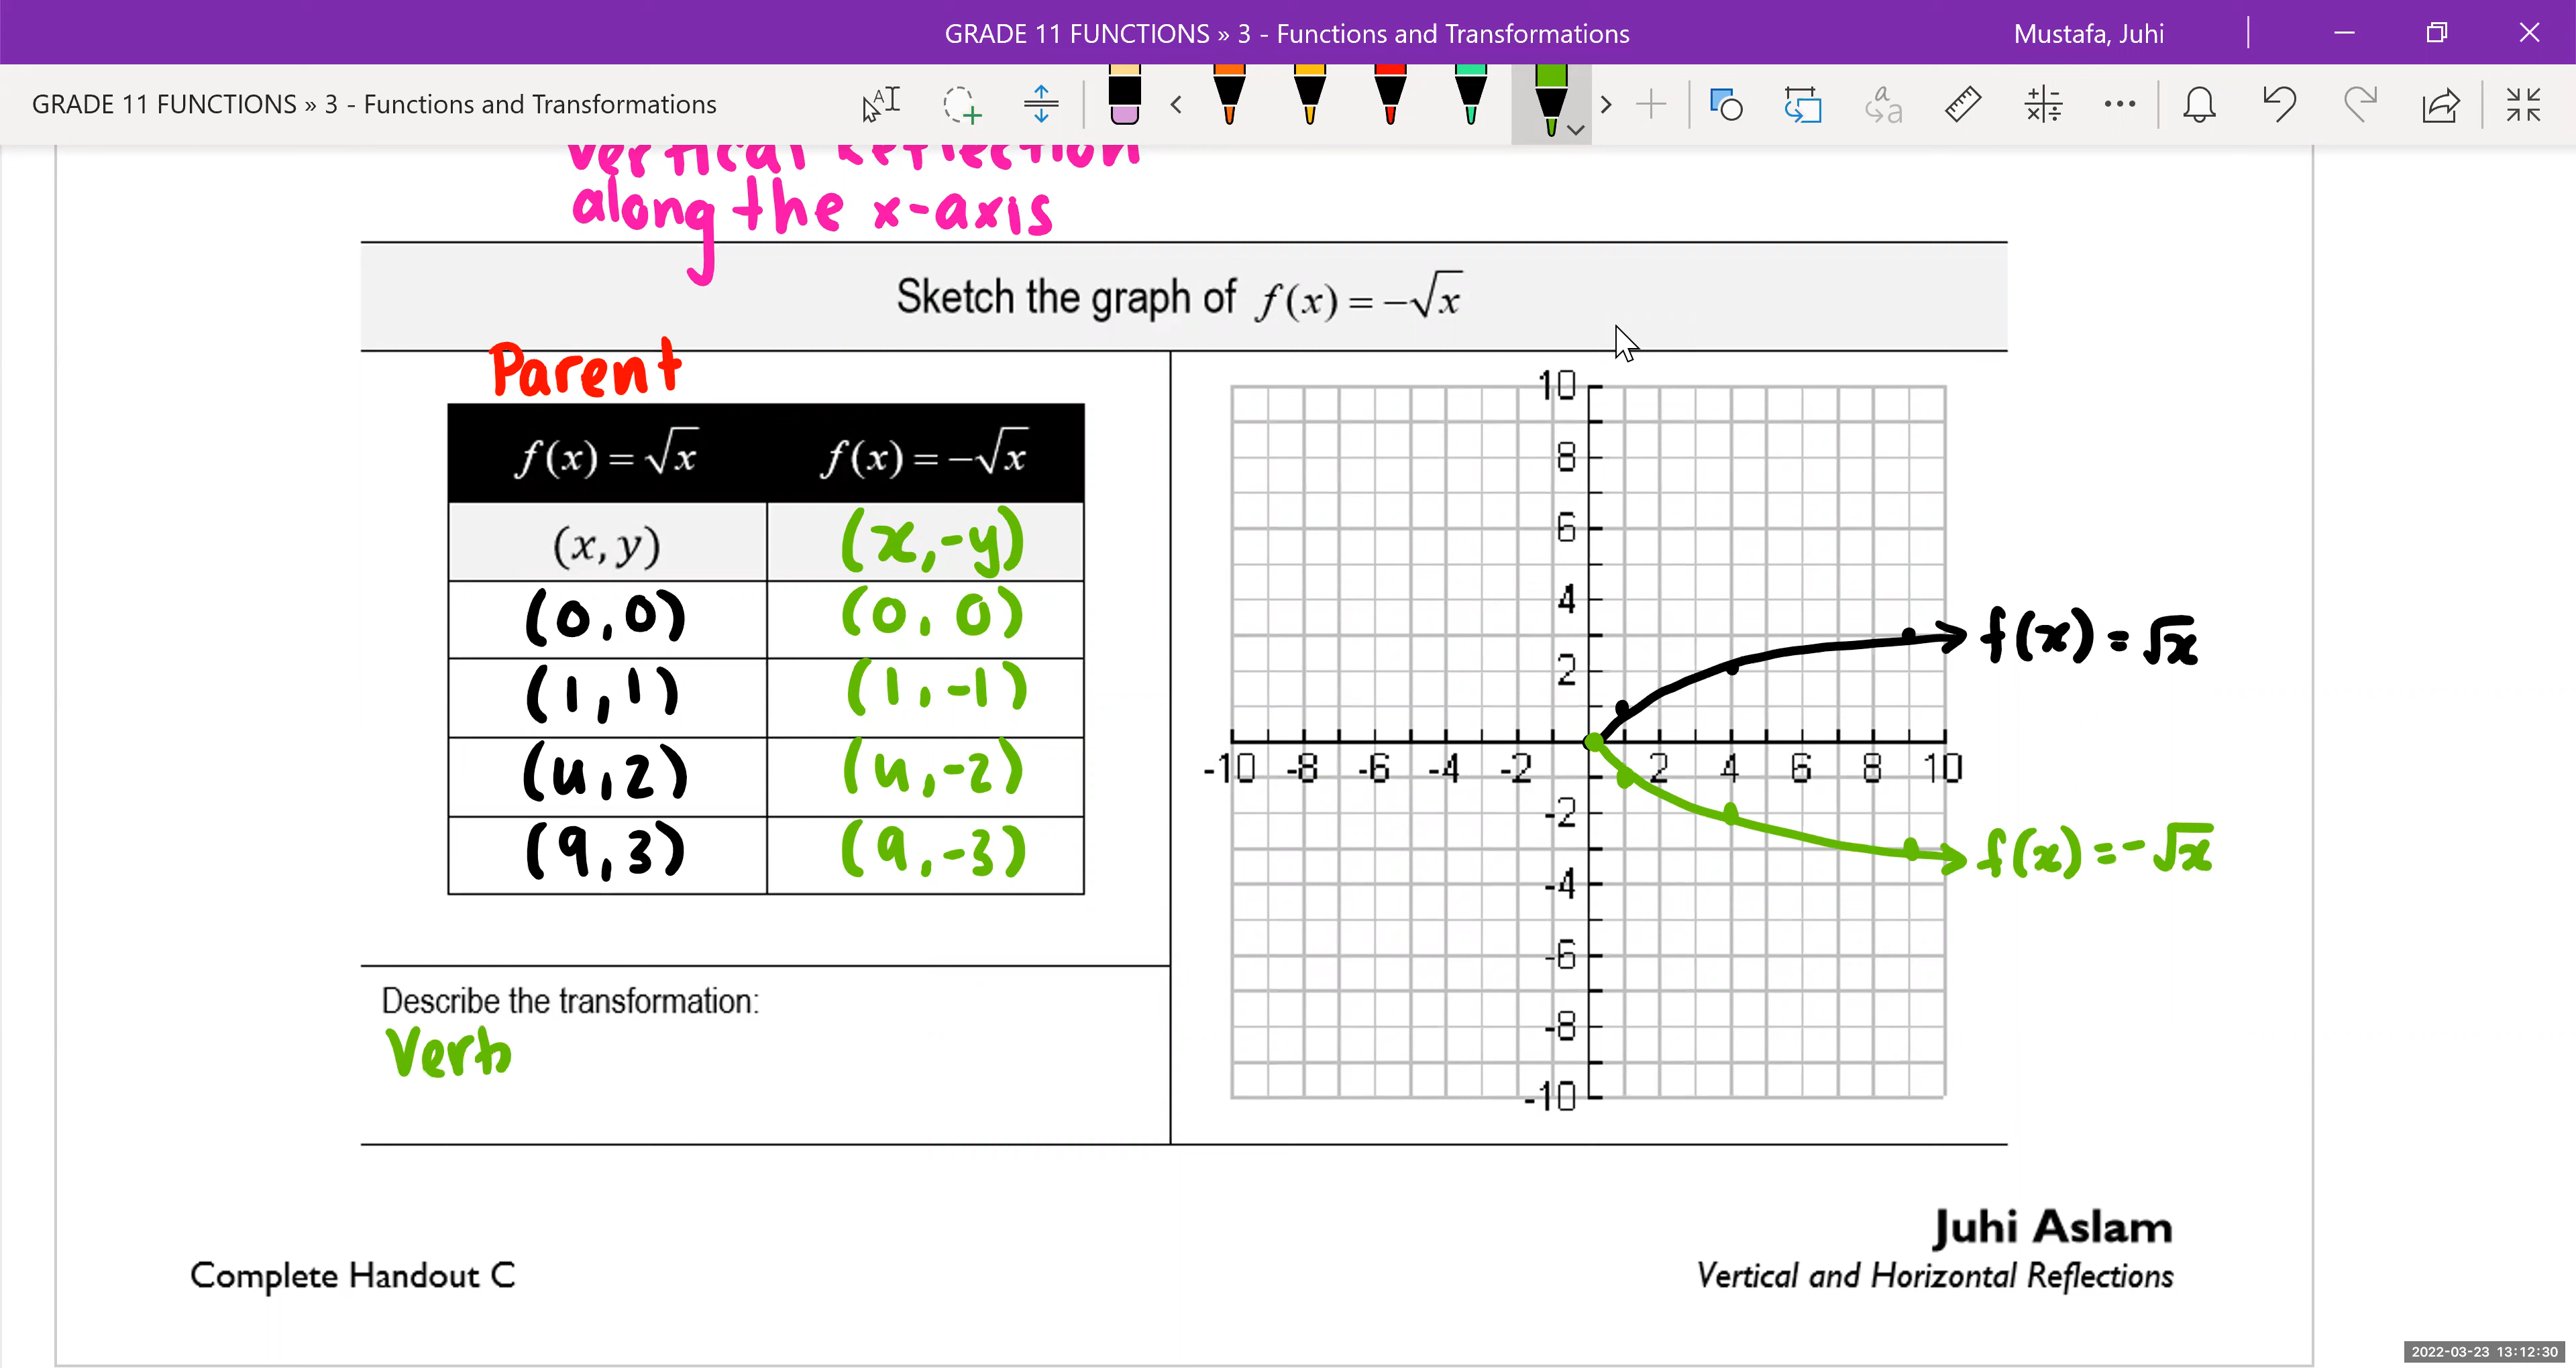 GRADE 11 FUNCTIONS » 3 - Functions and Transformations
Mustafa, Juhi
GRADE 11 FUNCTIONS » 3 - Functions and Transformations
vertical reflection
along the x-axis
Sketch the graph of f(x) = -√x
Parent
f(x) = √x f(x) = -√x
(x, y) (x, -y)
(0,0) (0, 0)
(1,1) (1, -1)
(4,2) (4, -2)
(9,3) (9, -3)
Describe the transformation:
Verti
10
8
6
4
2
-10 -8 -6 -4 -2 2 4 6 8 10
-2
-4
-6
-8
-10
f(x) = √x
f(x) = -√x
Complete Handout C
Juhi Aslam
Vertical and Horizontal Reflections
2022-03-23 13:12:30